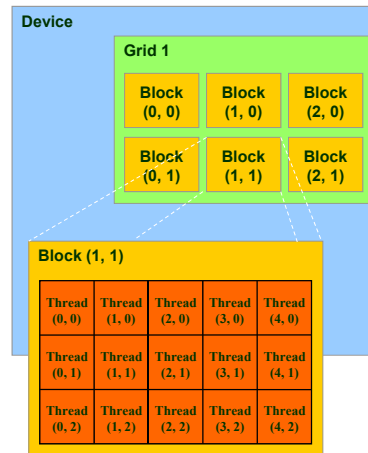 Device
Grid 1
Block Block Block
(0, 0) (1, 0) (2, 0)
Block Block Block
(0, 1) (1, 1) (2, 1)
Block (1, 1)
Thread Thread Thread Thread Thread
(0, 0) (1, 0) (2, 0) (3, 0) (4, 0)
Thread Thread Thread Thread Thread
(0, 1) (1, 1) (2, 1) (3, 1) (4, 1)
Thread Thread Thread Thread Thread
(0, 2) (1, 2) (2, 2) (3, 2) (4, 2)